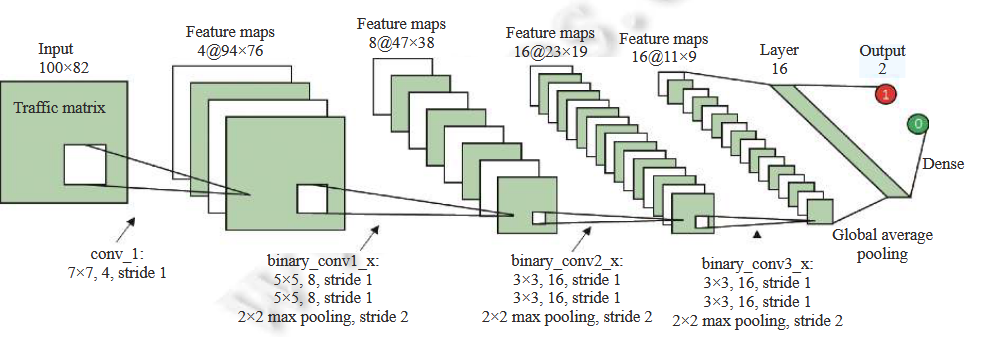 Input
100×82
Traffic matrix
Feature maps
4@94×76
Feature maps
8@47×38
Feature maps
16@23×19
Feature maps
16@11×9
Layer
16
Output
2
1
0
Dense
Global average
pooling
conv_1:
7×7, 4, stride 1
binary_conv1_x:
5×5, 8, stride 1
5×5, 8, stride 1
2×2 max pooling, stride 2
binary_conv2_x:
3×3, 16, stride 1
3×3, 16, stride 1
2×2 max pooling, stride 2
binary_conv3_x:
3×3, 16, stride 1
3×3, 16, stride 1
2×2 max pooling, stride 2